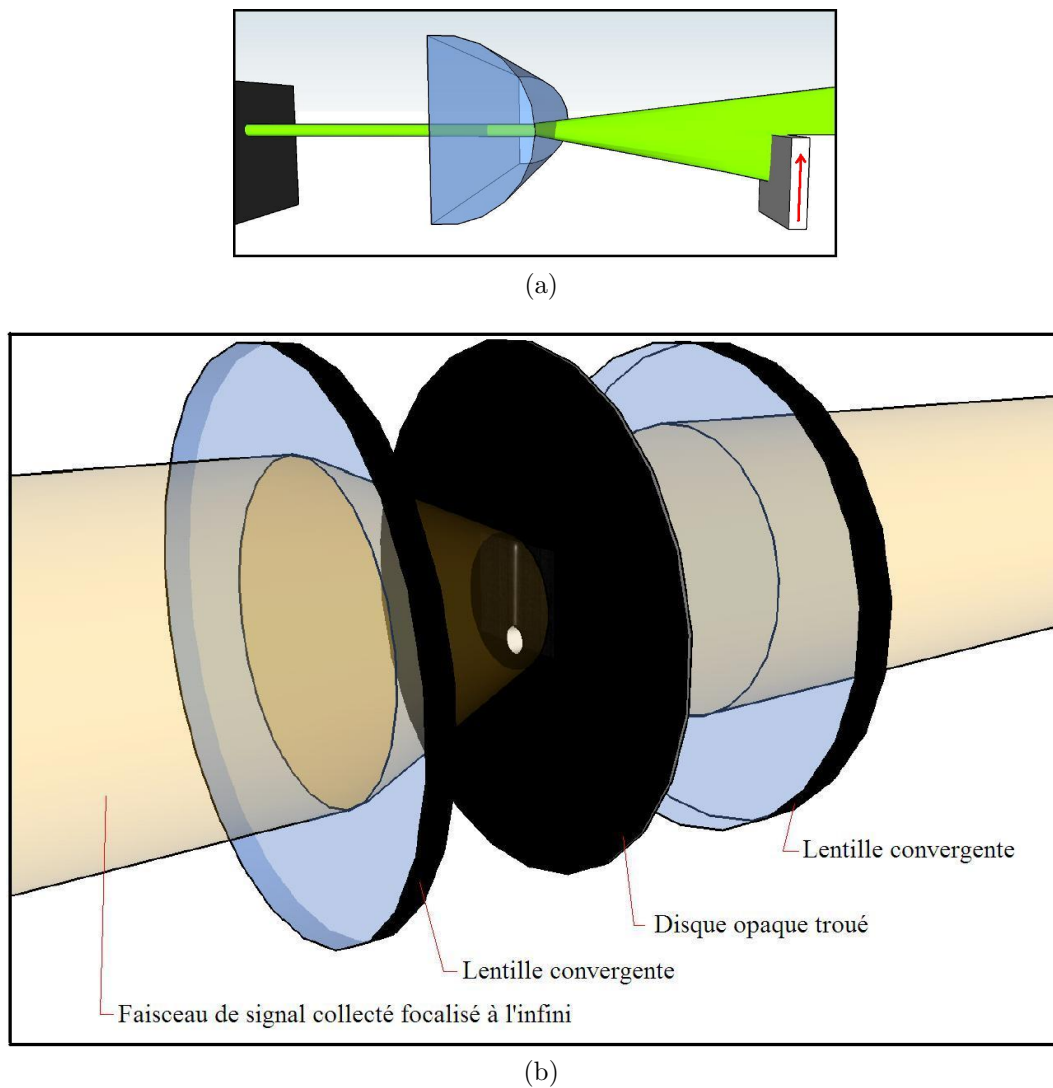 (a)
Lentille convergente
Disque opaque troué
Lentille convergente
Faisceau de signal collecté focalisé à l'infini
(b)